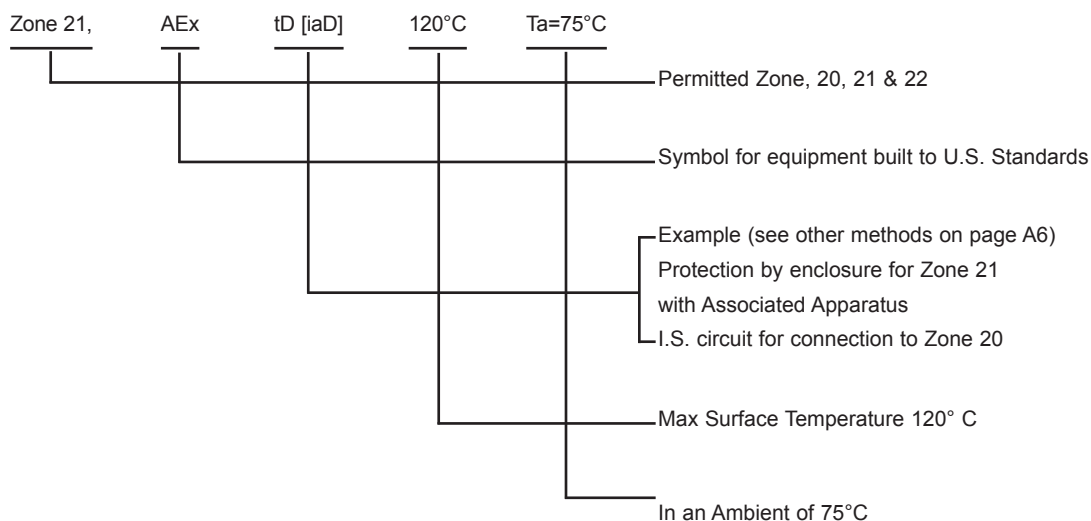 Zone 21, AEx tD [iaD] 120°C Ta=75°C
Permitted Zone, 20, 21 & 22
Symbol for equipment built to U.S. Standards
Example (see other methods on page A6)
Protection by enclosure for Zone 21
with Associated Apparatus
I.S. circuit for connection to Zone 20
Max Surface Temperature 120° C
In an Ambient of 75°C